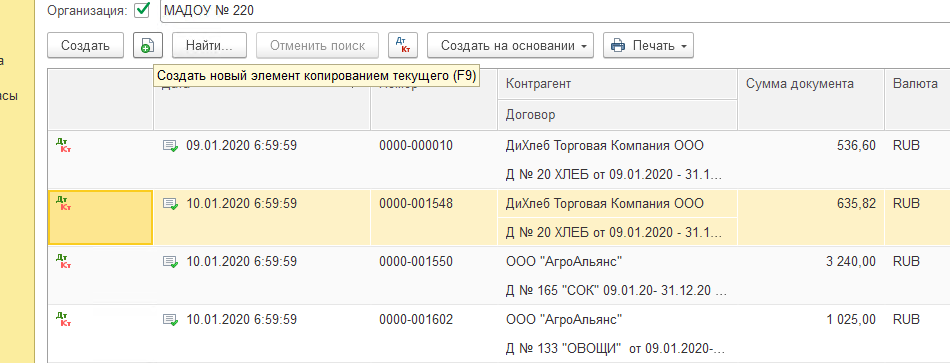 Организация: МАДОУ № 220
Создать Найти... Отменить поиск Дт Кт Создать на основании Печать
а
Создать новый элемент копированием текущего (F9)
Контрагент Сумма документа Валюта
сы
Договор
Дт Кт 09.01.2020 6:59:59 0000-000010 ДиХлеб Торговая Компания ООО 536,60 RUB
Д № 20 ХЛЕБ от 09.01.2020 - 31.1...
Дт Кт 10.01.2020 6:59:59 0000-001548 ДиХлеб Торговая Компания ООО 635,82 RUB
Д № 20 ХЛЕБ от 09.01.2020 - 31.1...
Дт Кт 10.01.2020 6:59:59 0000-001550 ООО "АгроАльянс" 3 240,00 RUB
Д № 165 "СОК" 09.01.20- 31.12.20 ...
Дт Кт 10.01.2020 6:59:59 0000-001602 ООО "АгроАльянс" 1 025,00 RUB
Д № 133 "ОВОЩИ" от 09.01.2020-...